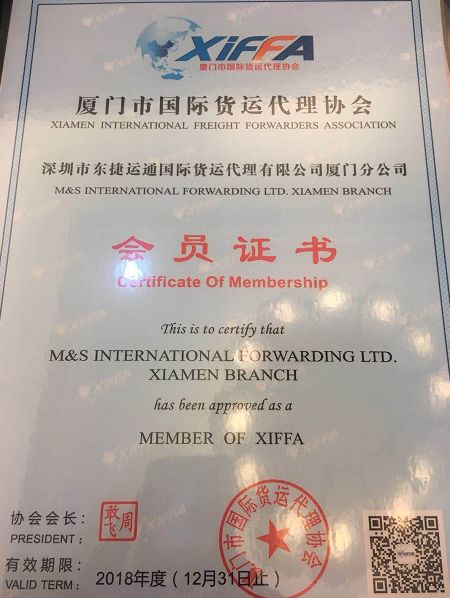 XIFFA
厦门市国际货运代理协会
厦门市国际货运代理协会
XIAMEN INTERNATIONAL FREIGHT FORWARDERS ASSOCIATION
深圳市东捷运通国际货运代理有限公司厦门分公司
M&S INTERNATIONAL FORWARDING LTD. XIAMEN BRANCH
会员证书
Certificate Of Membership
This is to certify that
M&S INTERNATIONAL FORWARDING LTD.
XIAMEN BRANCH
has been approved as a
MEMBER OF XIFFA
协会会长：
周敢飞
PRESIDENT:
厦门市国际货运代理协会
有效期限：
VALID TERM:
2018年度（12月31日止）